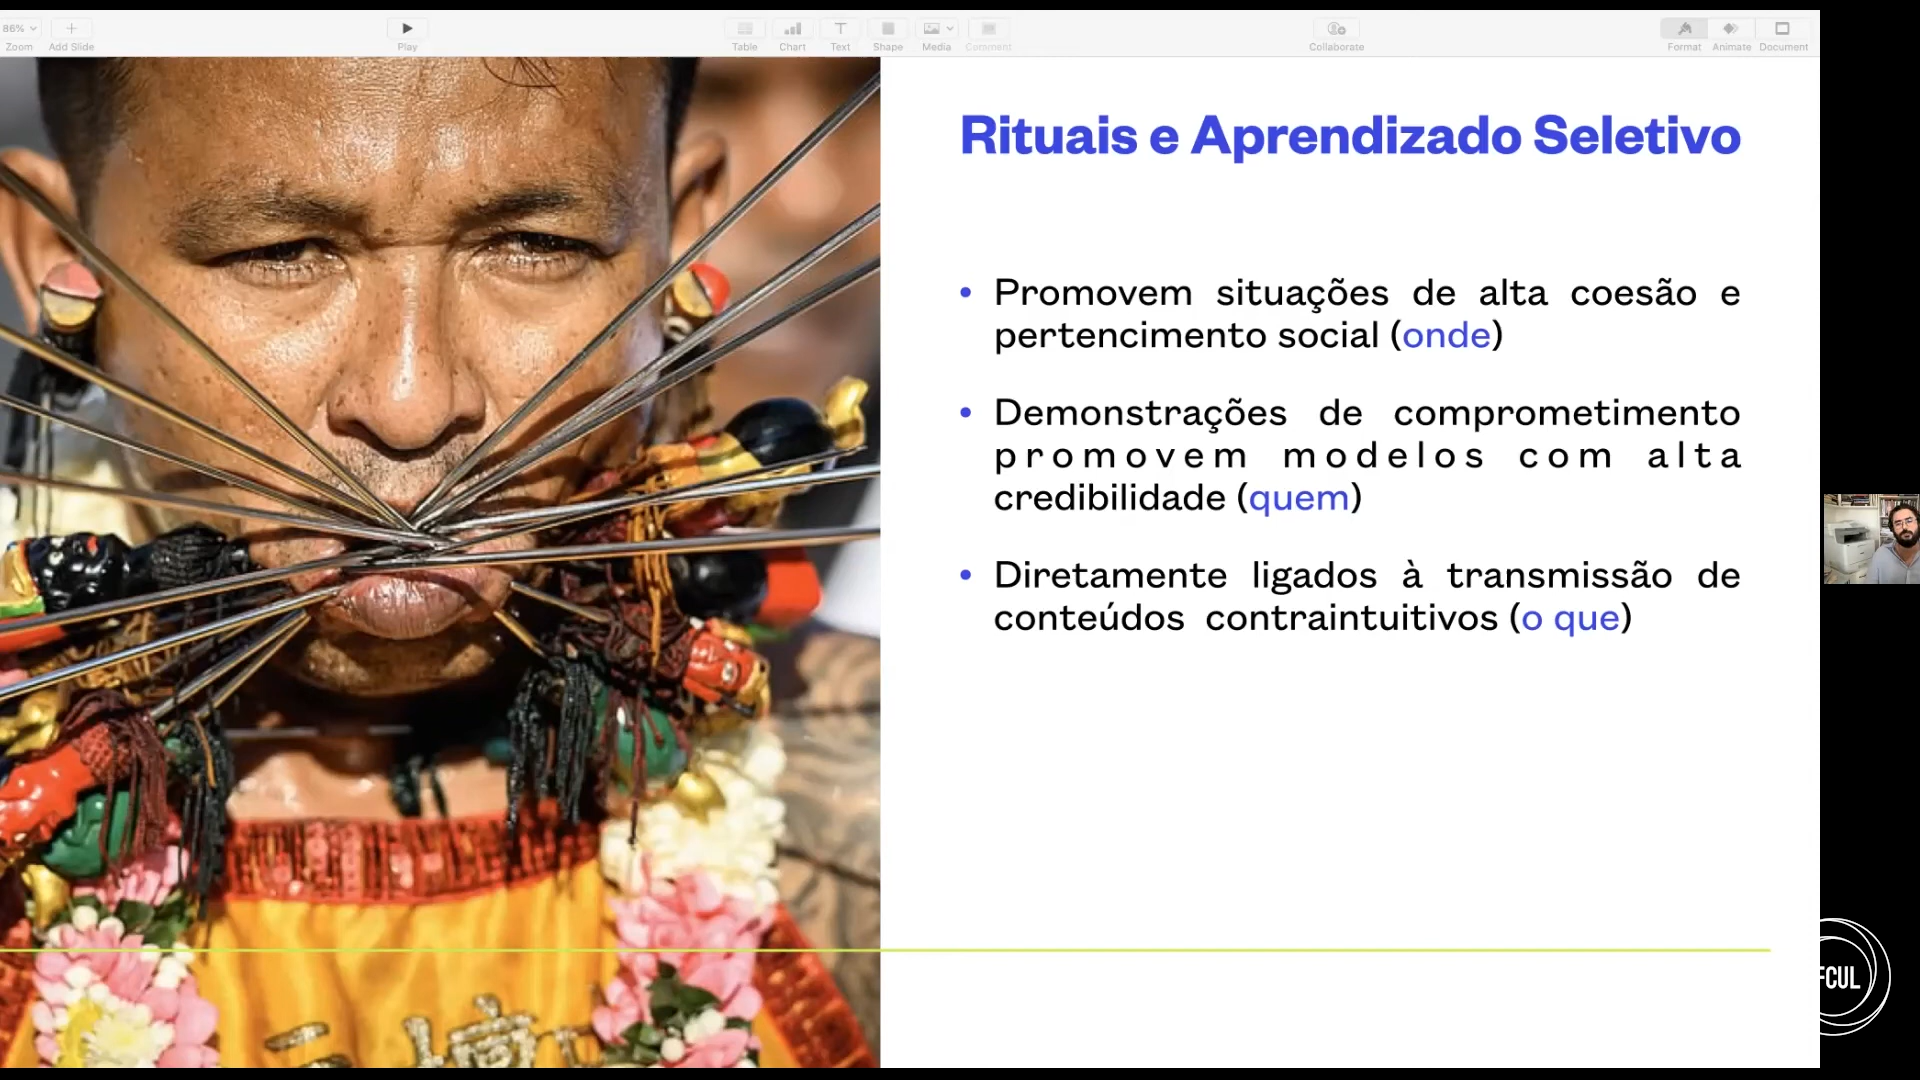 86%
Zoom
Add Slide
Play
Table
Chart
Text
Shape
Media
Comment
Collaborate
Format
Animate
Document
Rituais e Aprendizado Seletivo
• Promovem situações de alta coesão e
pertencimento social (onde)
• Demonstrações de comprometimento
promovem modelos com alta
credibilidade (quem)
• Diretamente ligados à transmissão de
conteúdos contraintuitivos (o que)
FCUL